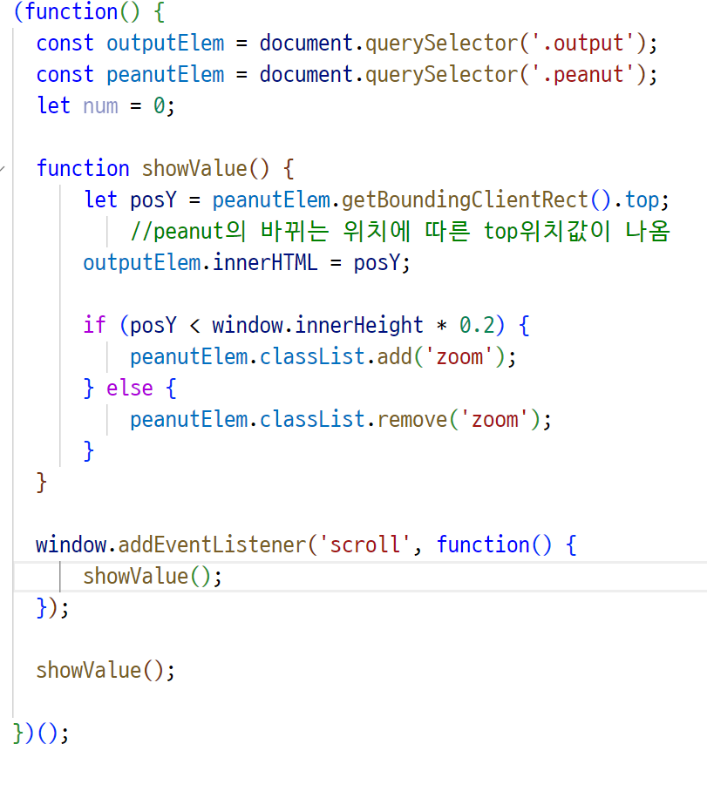 (function() {
const outputElem = document.querySelector('.output');
const peanutElem = document.querySelector('.peanut');
let num = 0;
function showValue() {
let posY = peanutElem.getBoundingClientRect().top;
//peanut의 바뀌는 위치에 따른 top위치값이 나옴
outputElem.innerHTML = posY;
if (posY < window.innerHeight * 0.2) {
peanutElem.classList.add('zoom');
} else {
peanutElem.classList.remove('zoom');
}
}
window.addEventListener('scroll', function() {
showValue();
});
showValue();
})();